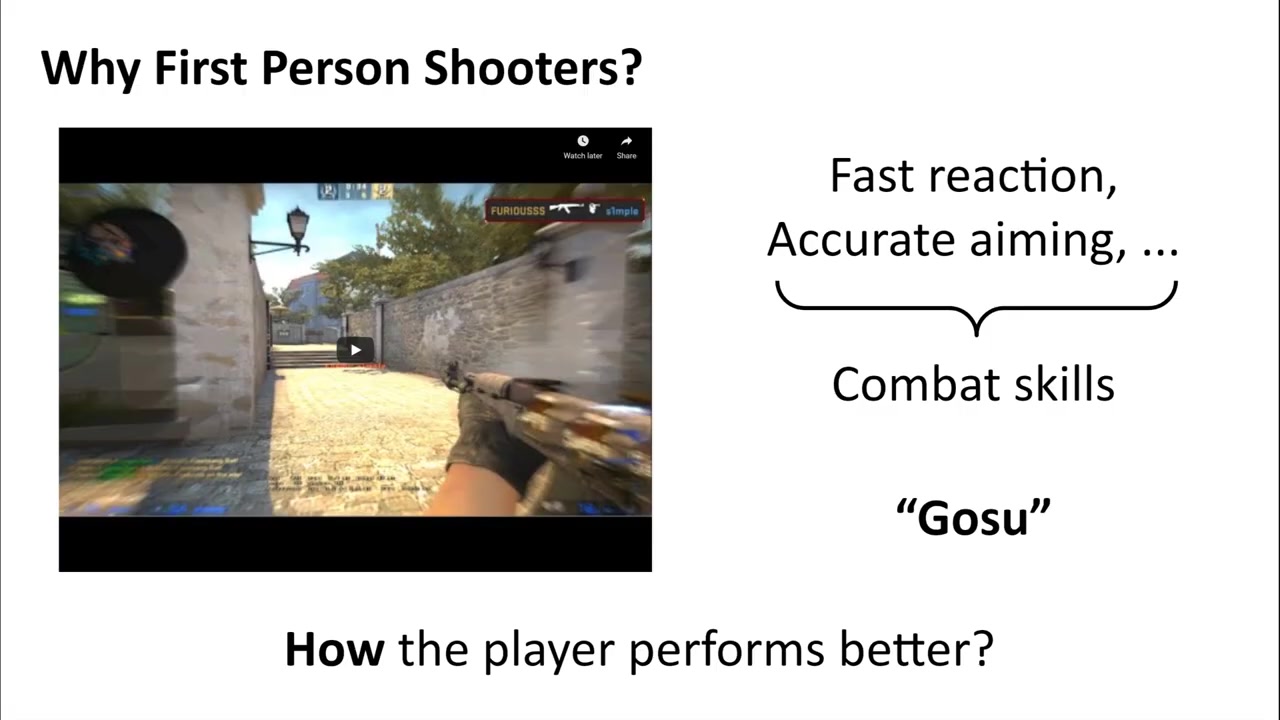 Why First Person Shooters?
Watch later
Share
FURIOUSSS s1mple
Fast reaction,
Accurate aiming, ...
Combat skills
“Gosu”
How the player performs better?